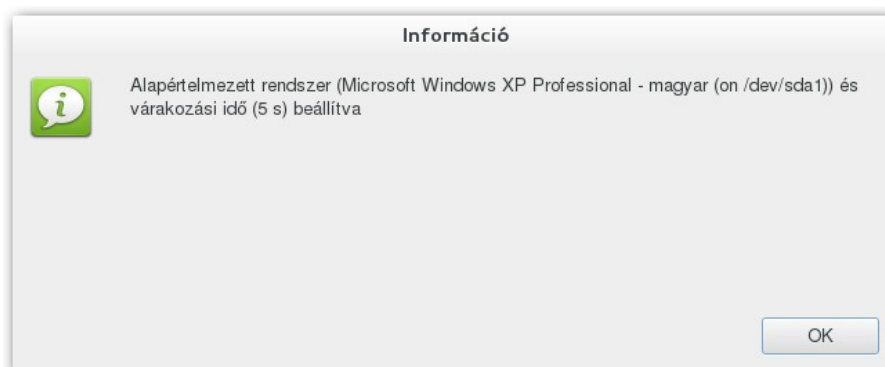 Információ
Alapértelmezett rendszer (Microsoft Windows XP Professional - magyar (on /dev/sda1)) és
várakozási idő (5 s) beállítva
OK